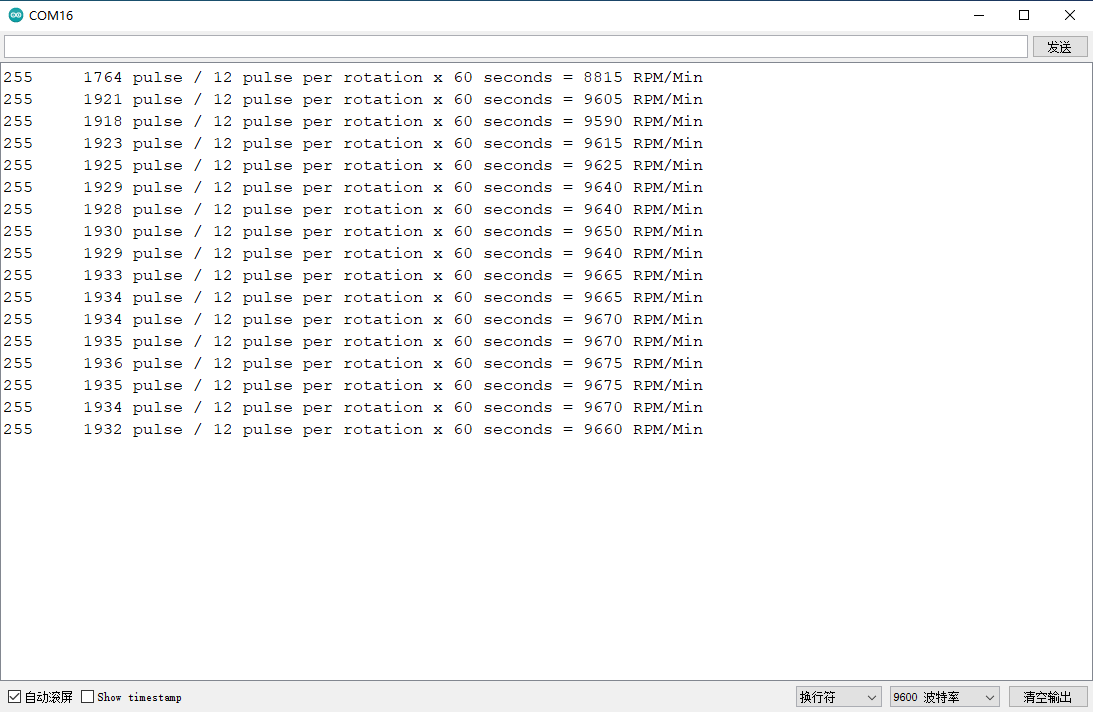 COM16
发送
255 1764 pulse / 12 pulse per rotation x 60 seconds = 8815 RPM/Min
255 1921 pulse / 12 pulse per rotation x 60 seconds = 9605 RPM/Min
255 1918 pulse / 12 pulse per rotation x 60 seconds = 9590 RPM/Min
255 1923 pulse / 12 pulse per rotation x 60 seconds = 9615 RPM/Min
255 1925 pulse / 12 pulse per rotation x 60 seconds = 9625 RPM/Min
255 1929 pulse / 12 pulse per rotation x 60 seconds = 9640 RPM/Min
255 1928 pulse / 12 pulse per rotation x 60 seconds = 9640 RPM/Min
255 1930 pulse / 12 pulse per rotation x 60 seconds = 9650 RPM/Min
255 1929 pulse / 12 pulse per rotation x 60 seconds = 9640 RPM/Min
255 1933 pulse / 12 pulse per rotation x 60 seconds = 9665 RPM/Min
255 1934 pulse / 12 pulse per rotation x 60 seconds = 9665 RPM/Min
255 1934 pulse / 12 pulse per rotation x 60 seconds = 9670 RPM/Min
255 1935 pulse / 12 pulse per rotation x 60 seconds = 9670 RPM/Min
255 1936 pulse / 12 pulse per rotation x 60 seconds = 9675 RPM/Min
255 1935 pulse / 12 pulse per rotation x 60 seconds = 9675 RPM/Min
255 1934 pulse / 12 pulse per rotation x 60 seconds = 9670 RPM/Min
255 1932 pulse / 12 pulse per rotation x 60 seconds = 9660 RPM/Min
自动滚屏 Show timestamp 换行符 9600 波特率 清空输出